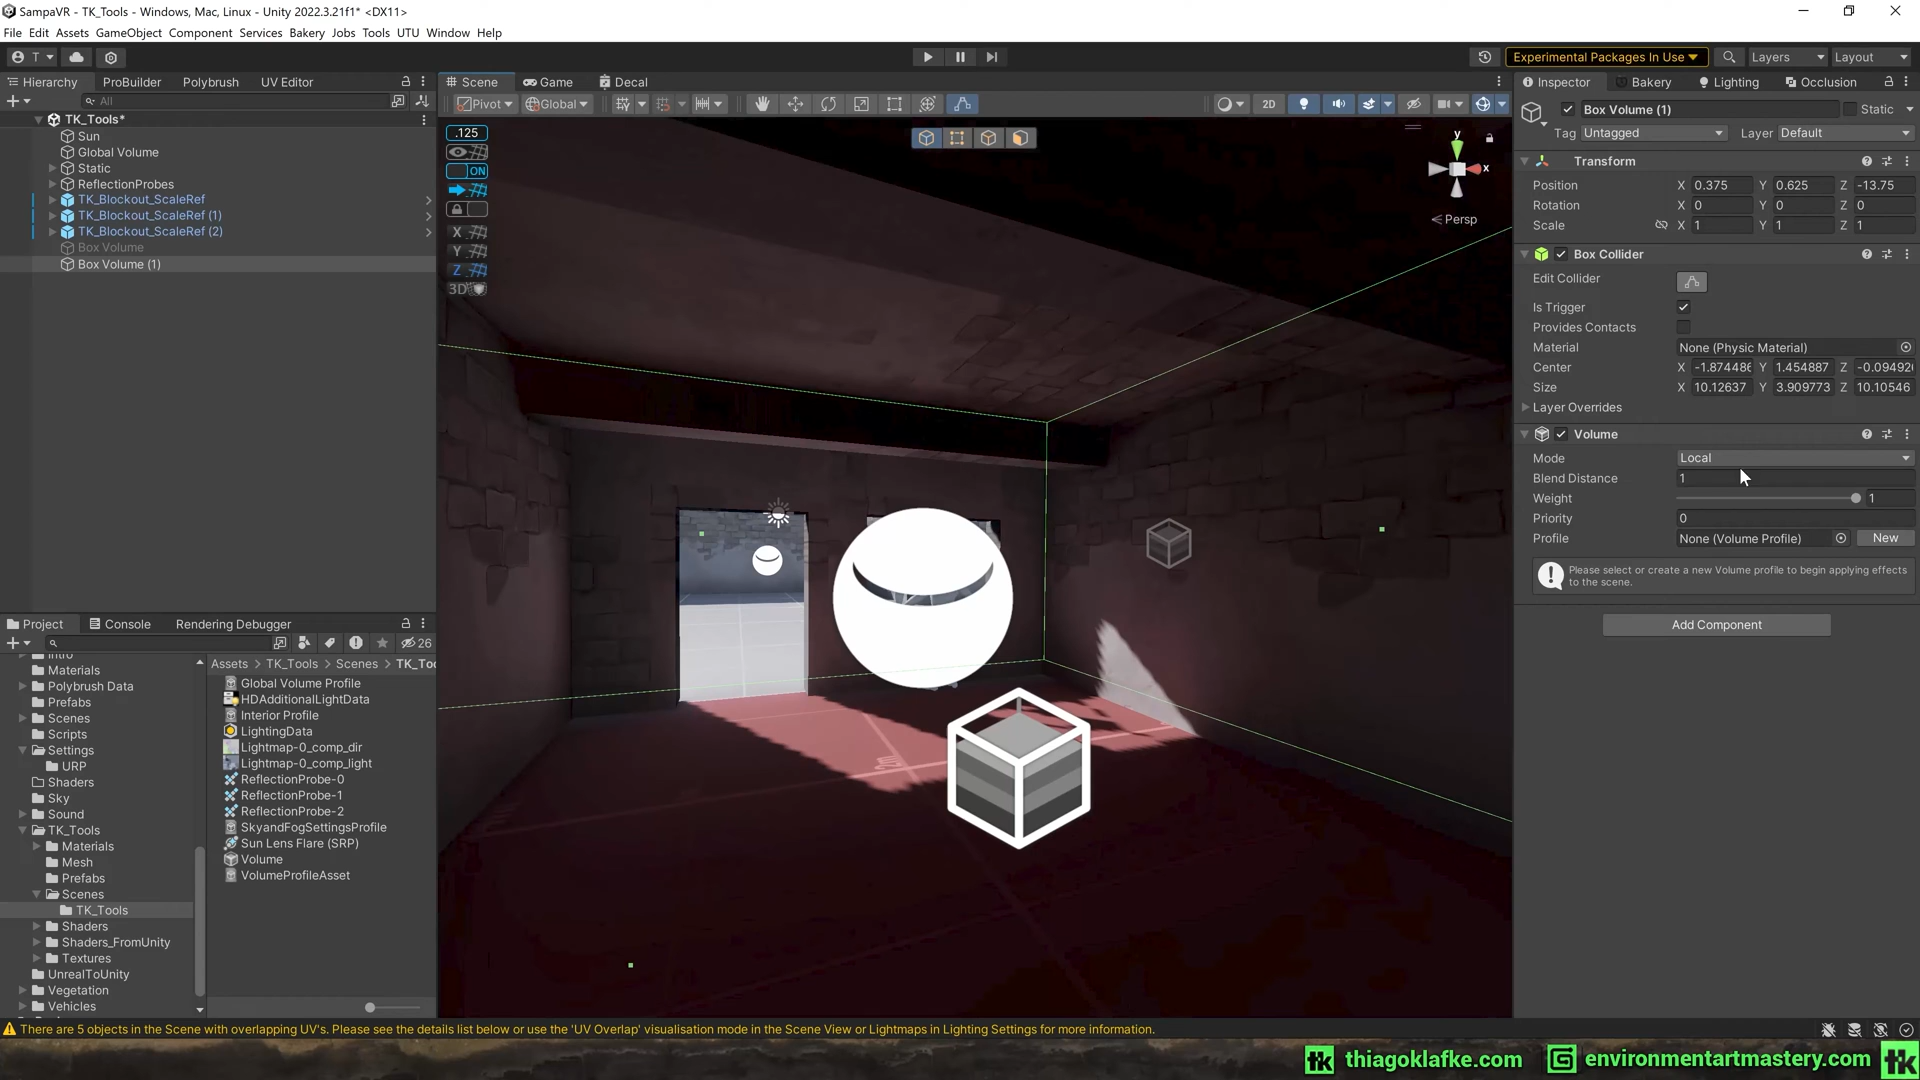 SampaVR - TK_Tools - Windows, Mac, Linux - Unity 2022.3.21f1* <DX11>
File Edit Assets GameObject Component Services Bakery Jobs Tools UTU Window Help
T Experimental Packages In Use Layers Layout
Hierarchy ProBuilder Polybrush UV Editor
All
TK_Tools*
Sun
Global Volume
Static
ReflectionProbes
TK_Blockout_ScaleRef
TK_Blockout_ScaleRef (1)
TK_Blockout_ScaleRef (2)
Box Volume
Box Volume (1)
Scene Game Decal
Pivot Global 2D
.125
ON
X
Y
Z
3D
y
x
Persp
2m
Inspector Bakery Lighting Occlusion
Box Volume (1) Static
Tag Untagged Layer Default
Transform
Position X 0.375 Y 0.625 Z -13.75
Rotation X 0 Y 0 Z 0
Scale X 1 Y 1 Z 1
Box Collider
Edit Collider
Is Trigger
Provides Contacts
Material None (Physic Material)
Center X -1.874486 Y 1.454887 Z -0.09492
Size X 10.12637 Y 3.909773 Z 10.10546
Layer Overrides
Volume
Mode Local
Blend Distance 1
Weight 1
Priority 0
Profile None (Volume Profile) New
Please select or create a new Volume profile to begin applying effects
to the scene.
Add Component
Project Console Rendering Debugger
26
Intro
Materials
Polybrush Data
Prefabs
Scenes
Scripts
Settings
URP
Shaders
Sky
Sound
TK_Tools
Materials
Mesh
Prefabs
Scenes
TK_Tools
Shaders
Shaders_FromUnity
Textures
UnrealToUnity
Vegetation
Vehicles
Assets > TK_Tools > Scenes > TK_Too
Global Volume Profile
HDAdditionalLightData
Interior Profile
LightingData
Lightmap-0_comp_dir
Lightmap-0_comp_light
ReflectionProbe-0
ReflectionProbe-1
ReflectionProbe-2
SkyandFogSettingsProfile
Sun Lens Flare (SRP)
Volume
VolumeProfileAsset
There are 5 objects in the Scene with overlapping UV's. Please see the details list below or use the 'UV Overlap' visualisation mode in the Scene View or Lightmaps in Lighting Settings for more information.
tk thiagoklafke.com environmentartmastery.com tk